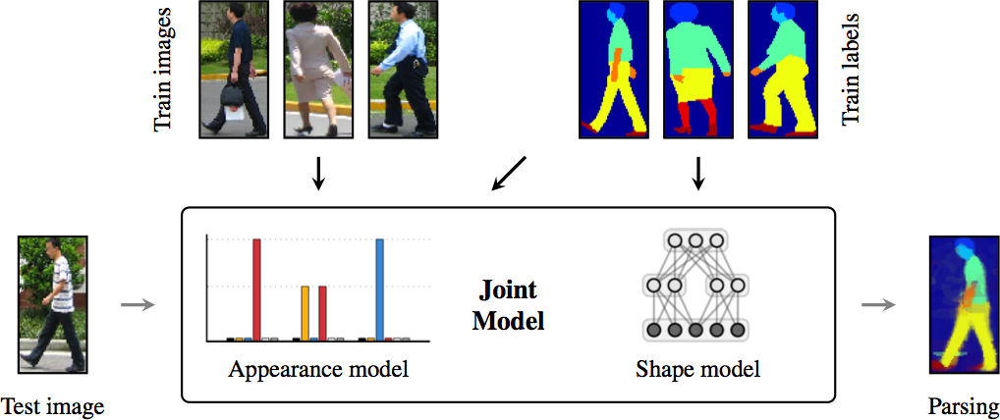 Train images
Train labels
Joint
Model
Appearance model
Shape model
Test image
Parsing